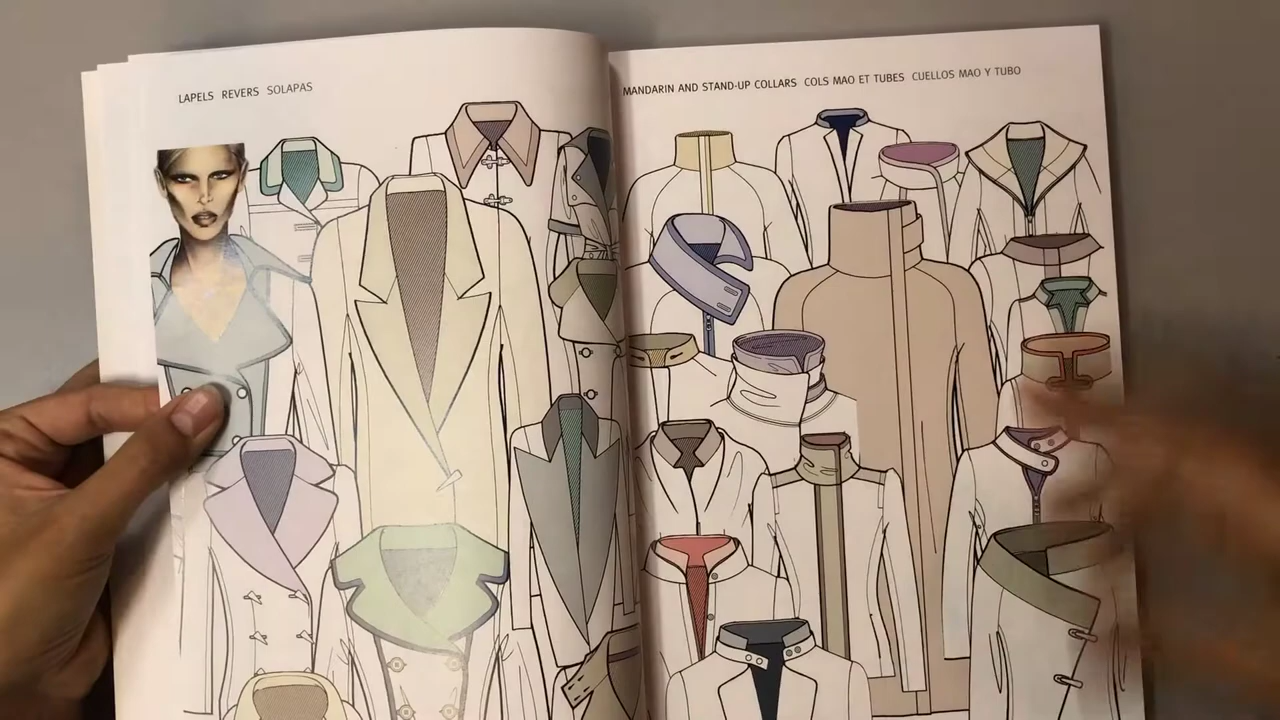 LAPELS REVERS SOLAPAS
MANDARIN AND STAND-UP COLLARS COLS MAO ET TUBES CUELLOS MAO Y TUBO